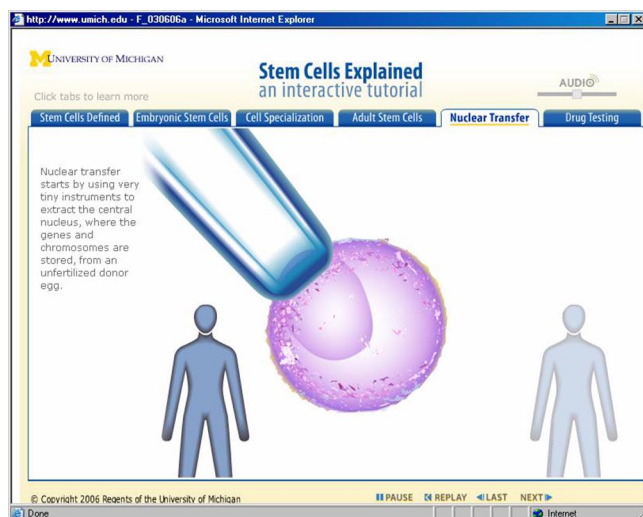 http://www.umich.edu - F_030606a - Microsoft Internet Explorer
UNIVERSITY OF MICHIGAN
Stem Cells Explained
an interactive tutorial
AUDIO
Click tabs to learn more
Stem Cells Defined Embryonic Stem Cells Cell Specialization Adult Stem Cells Nuclear Transfer Drug Testing
Nuclear transfer
starts by using very
tiny instruments to
extract the central
nucleus, where the
genes and
chromosomes are
stored, from an
unfertilized donor
egg.
© Copyright 2006 Regents of the University of Michigan
PAUSE REPLAY LAST NEXT
Done Internet